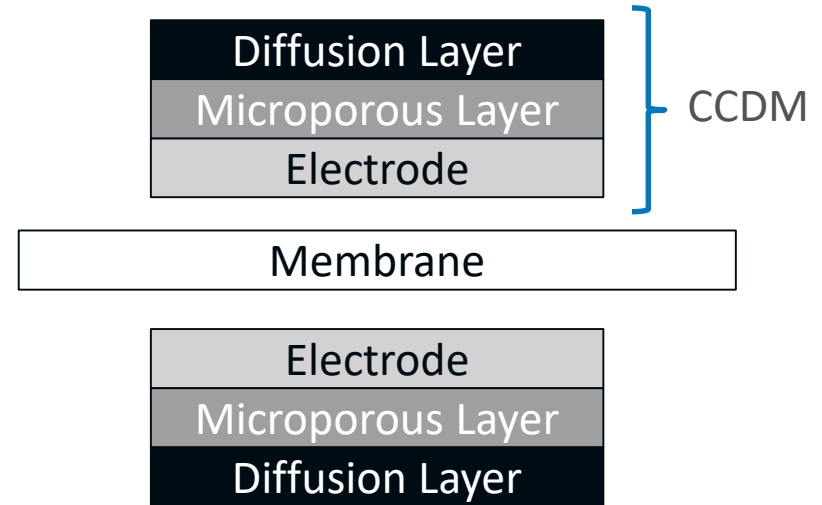 Diffusion Layer
Microporous Layer
CCDM
Electrode
Membrane
Electrode
Microporous Layer
Diffusion Layer